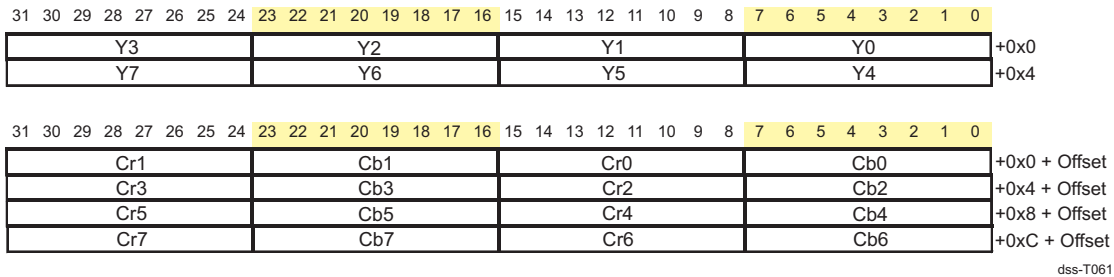 31 30 29 28 27 26 25 24 23 22 21 20 19 18 17 16 15 14 13 12 11 10 9 8 7 6 5 4 3 2 1 0
Y3 Y2 Y1 Y0 +0x0
Y7 Y6 Y5 Y4 +0x4
31 30 29 28 27 26 25 24 23 22 21 20 19 18 17 16 15 14 13 12 11 10 9 8 7 6 5 4 3 2 1 0
Cr1 Cb1 Cr0 Cb0 +0x0 + Offset
Cr3 Cb3 Cr2 Cb2 +0x4 + Offset
Cr5 Cb5 Cr4 Cb4 +0x8 + Offset
Cr7 Cb7 Cr6 Cb6 +0xC + Offset
dss-T061